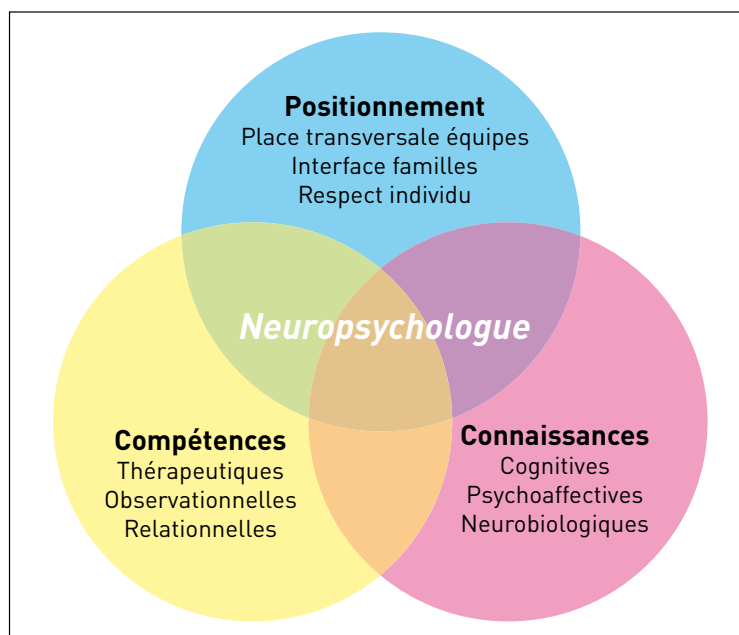 Positionnement
Place transversale équipes
Interface familles
Respect individu
Neuropsychologue
Compétences
Thérapeutiques
Observationnelles
Relationnelles
Connaissances
Cognitives
Psychoaffectives
Neurobiologiques